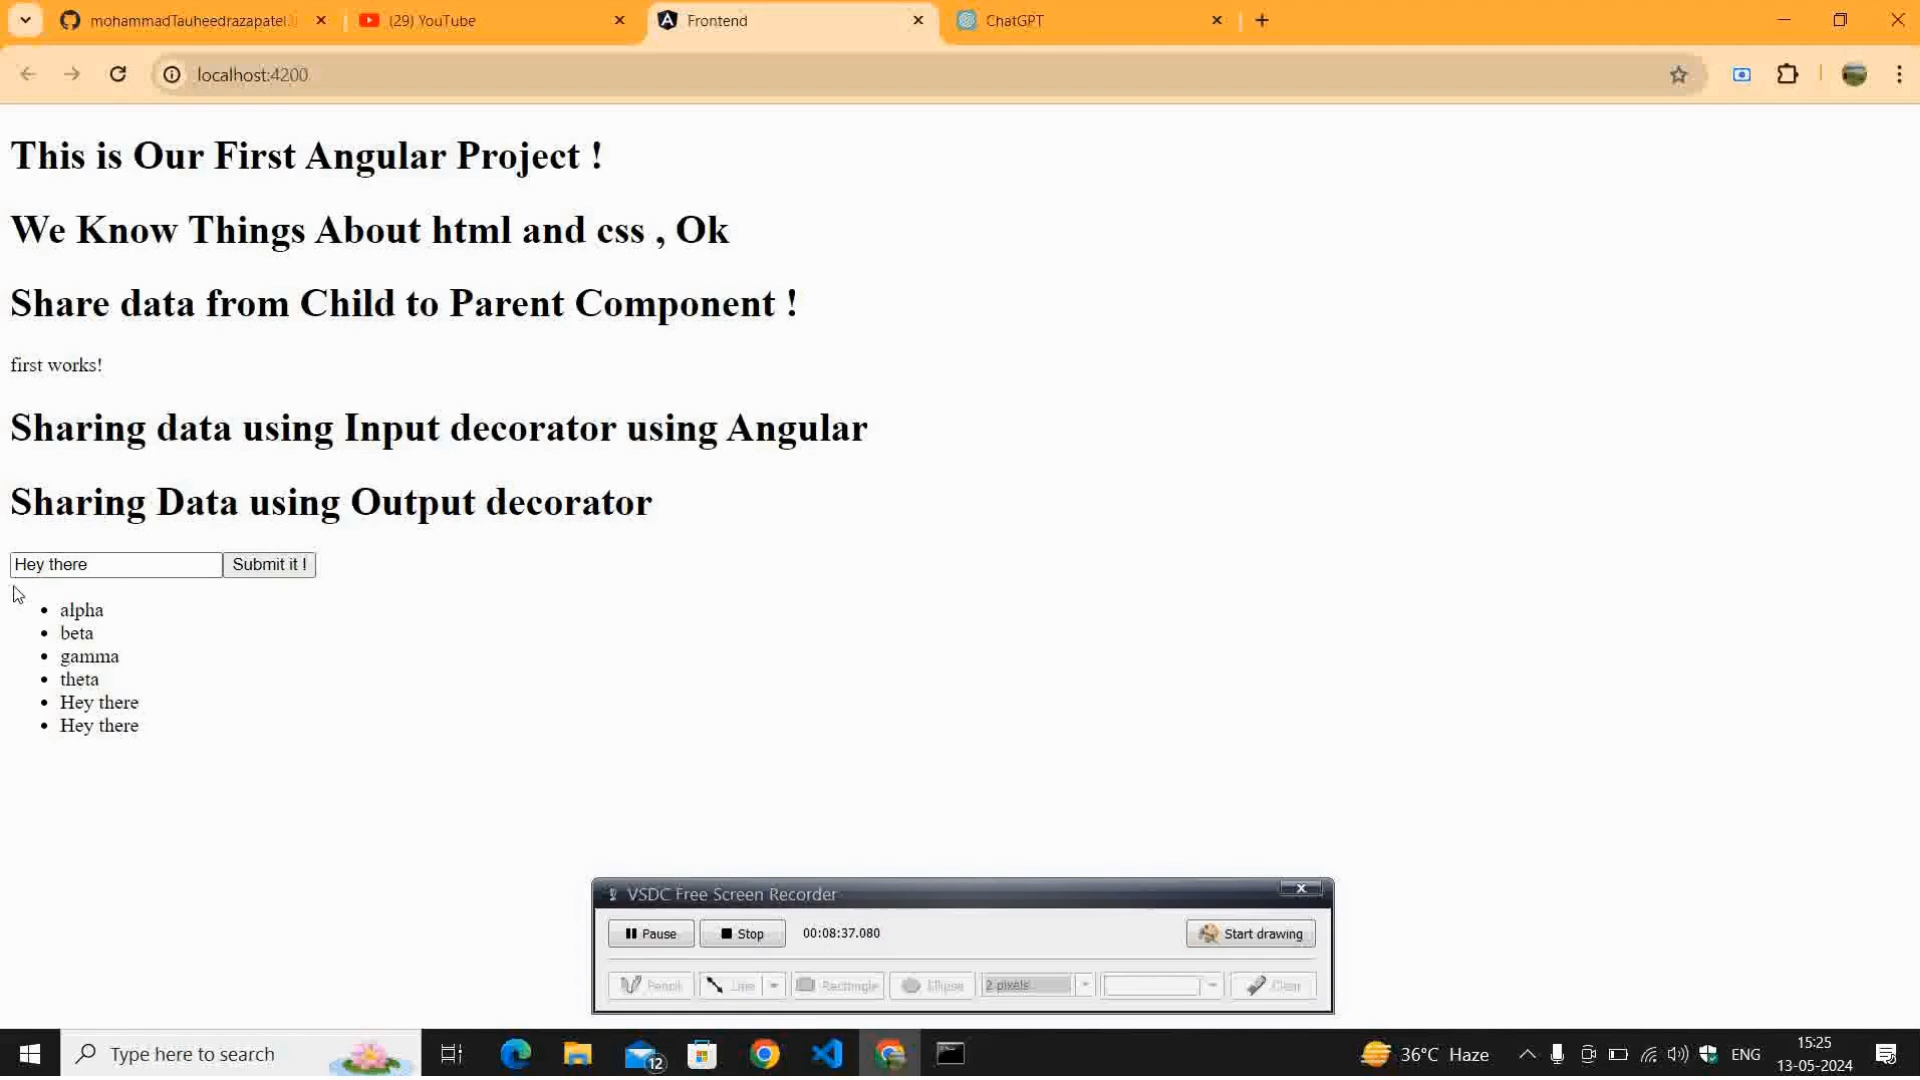 mohammadTauheedrazapatel.
(29) YouTube
Frontend
ChatGPT
localhost:4200
This is Our First Angular Project !
We Know Things About html and css , Ok
Share data from Child to Parent Component !
first works!
Sharing data using Input decorator using Angular
Sharing Data using Output decorator
Hey there
Submit it !
alpha
beta
gamma
theta
Hey there
Hey there
VSDC Free Screen Recorder
Pause
Stop
00:08:37.080
Start drawing
Pencil
Line
Rectangle
Ellipse
2 pixels
Clear
Type here to search
12
36°C Haze
ENG
15:25
13-05-2024